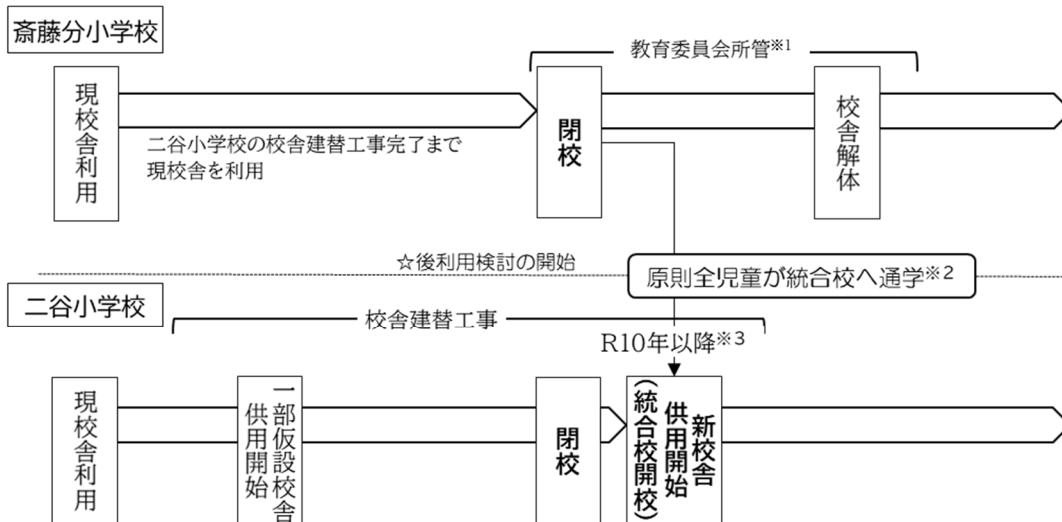 斎藤分小学校
教育委員会所管※1
現校舎利用
二谷小学校の校舎建替工事完了まで
現校舎を利用
閉校
校舎解体
☆後利用検討の開始
原則全児童が統合校へ通学※2
二谷小学校
校舎建替工事
R10年以降※3
現校舎利用
一部仮設校舎
供用開始
閉校
新校舎
供用開始
(統合校開校)